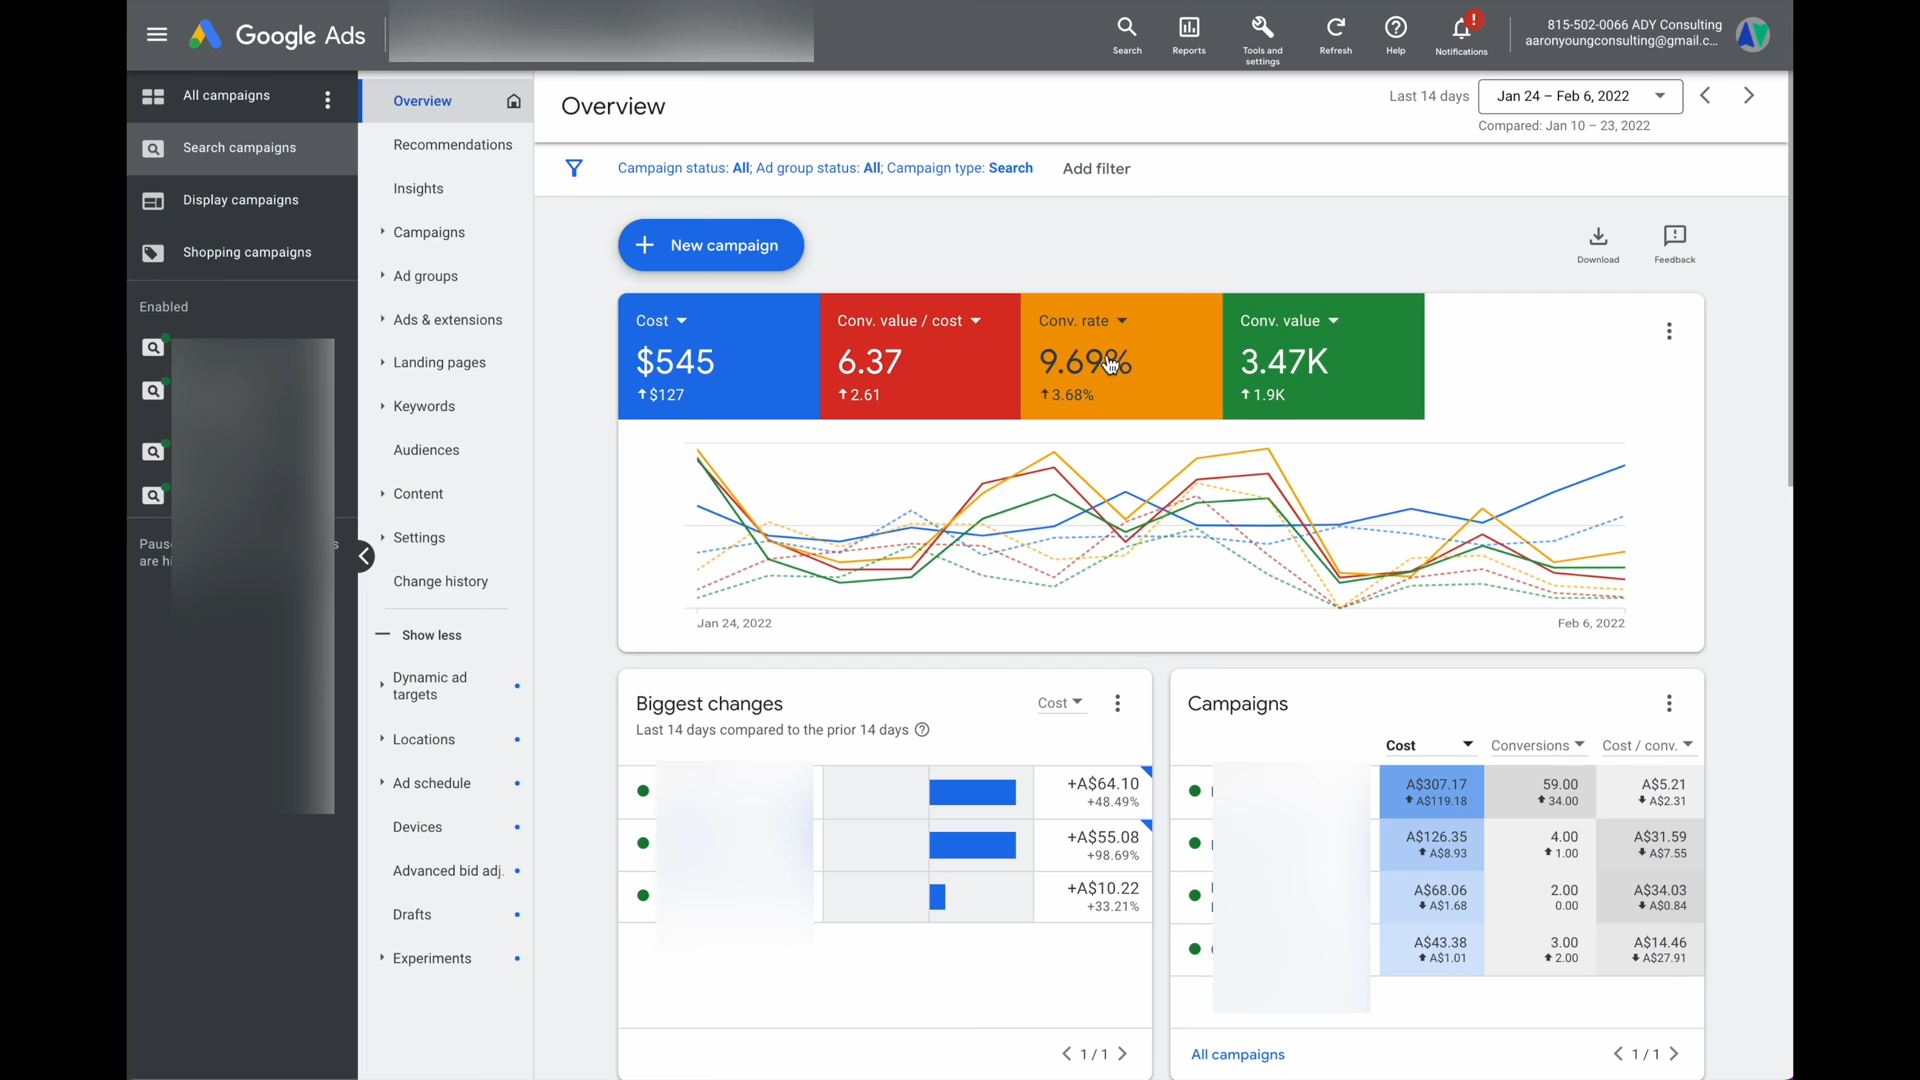 Google Ads
Search
Reports
Tools and
settings
Refresh
Help
!
Notifications
815-502-0066 ADY Consulting
aaronyoungconsulting@gmail.c...
All campaigns
Search campaigns
Display campaigns
Shopping campaigns
Enabled
Overview
Recommendations
Insights
Campaigns
Ad groups
Ads & extensions
Landing pages
Keywords
Audiences
Content
Settings
Change history
Show less
Dynamic ad
targets
Locations
Ad schedule
Devices
Advanced bid adj.
Drafts
Experiments
Overview
Last 14 days
Jan 24 – Feb 6, 2022
Compared: Jan 10 – 23, 2022
Campaign status: All; Ad group status: All; Campaign type: Search
Add filter
New campaign
Download
Feedback
Cost
$545
$127
Conv. value / cost
6.37
2.61
Conv. rate
9.69%
3.68%
Conv. value
3.47K
1.9K
Jan 24, 2022
Feb 6, 2022
Biggest changes
Cost
Last 14 days compared to the prior 14 days
+A$64.10
+48.49%
+A$55.08
+98.69%
+A$10.22
+33.21%
1 / 1
Campaigns
Cost
Conversions
Cost / conv.
A$307.17 59.00 A$5.21
A$119.18 34.00 A$2.31
A$126.35 4.00 A$31.59
A$8.93 1.00 A$7.55
A$68.06 2.00 A$34.03
A$1.68 0.00 A$0.84
A$43.38 3.00 A$14.46
A$1.01 2.00 A$27.91
All campaigns
1 / 1